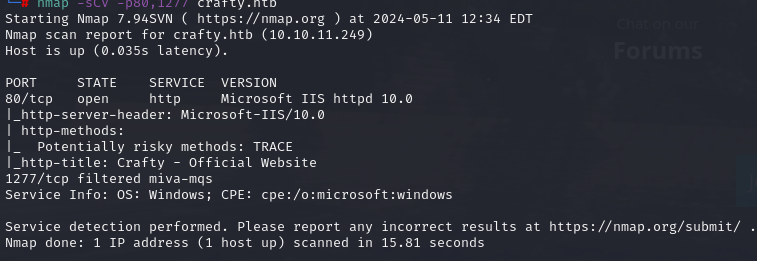 nmap -sCV -p80,1277 crafty.htb
Starting Nmap 7.94SVN ( https://nmap.org ) at 2024-05-11 12:34 EDT
Nmap scan report for crafty.htb (10.10.11.249)
Host is up (0.035s latency).
Chat on our
Forums
PORT     STATE    SERVICE  VERSION
80/tcp   open     http     Microsoft IIS httpd 10.0
|_http-server-header: Microsoft-IIS/10.0
| http-methods:
|_  Potentially risky methods: TRACE
|_http-title: Crafty - Official Website
1277/tcp filtered miva-mqs
Service Info: OS: Windows; CPE: cpe:/o:microsoft:windows
Service detection performed. Please report any incorrect results at https://nmap.org/submit/ .
Nmap done: 1 IP address (1 host up) scanned in 15.81 seconds